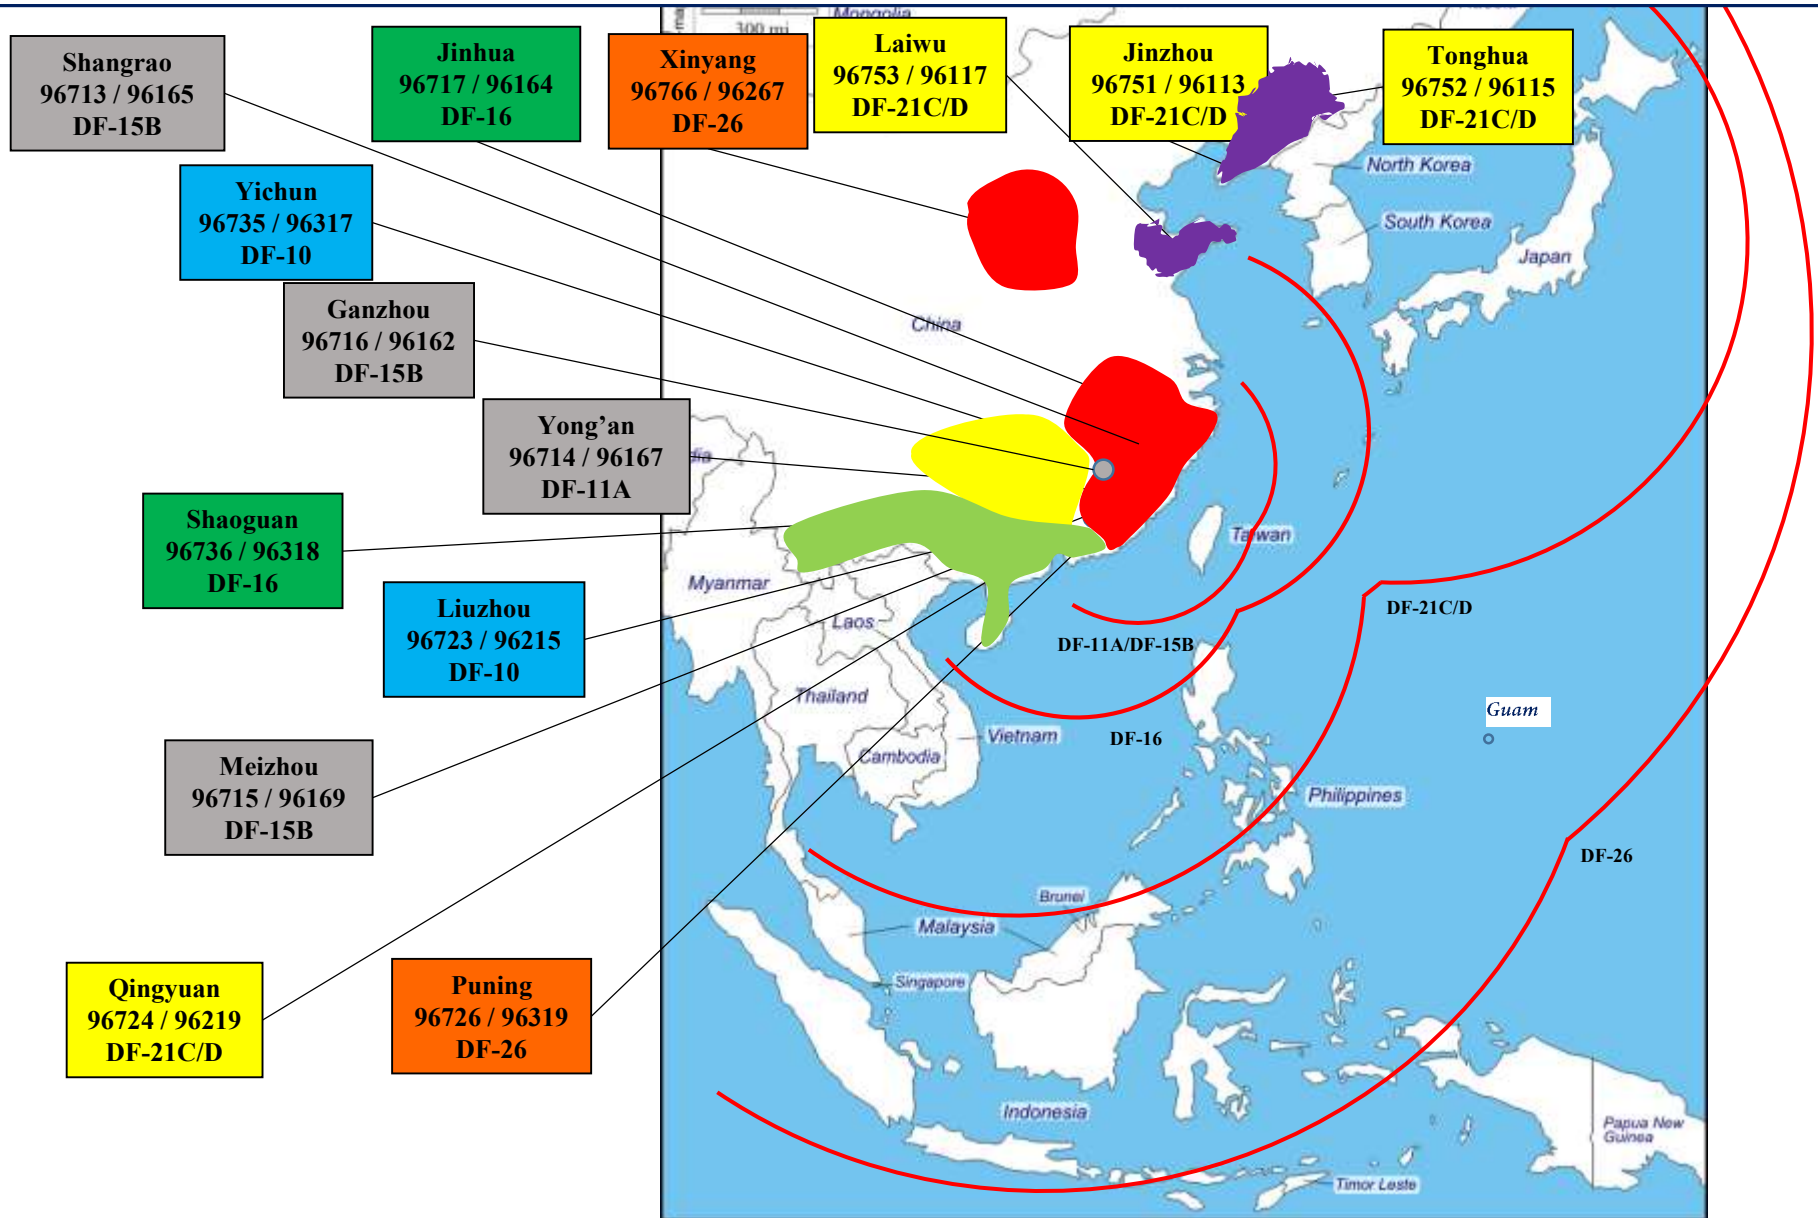 Shangrao
96713 / 96165
DF-15B
Jinhua
96717 / 96164
DF-16
Xinyang
96766 / 96267
DF-26
Laiwu
96753 / 96117
DF-21C/D
Jinzhou
96751 / 96113
DF-21C/D
Tonghua
96752 / 96115
DF-21C/D
Yichun
96735 / 96317
DF-10
Ganzhou
96716 / 96162
DF-15B
Yong’an
96714 / 96167
DF-11A
Shaoguan
96736 / 96318
DF-16
Liuzhou
96723 / 96215
DF-10
Meizhou
96715 / 96169
DF-15B
Qingyuan
96724 / 96219
DF-21C/D
Puning
96726 / 96319
DF-26
Mongolia
300 mi
North Korea
South Korea
Japan
China
Taiwan
Myanmar
Laos
Thailand
Vietnam
Cambodia
DF-11A/DF-15B
DF-16
DF-21C/D
DF-26
Guam
Philippines
Brunei
Malaysia
Singapore
Indonesia
Papua New
Guinea
Timor Leste